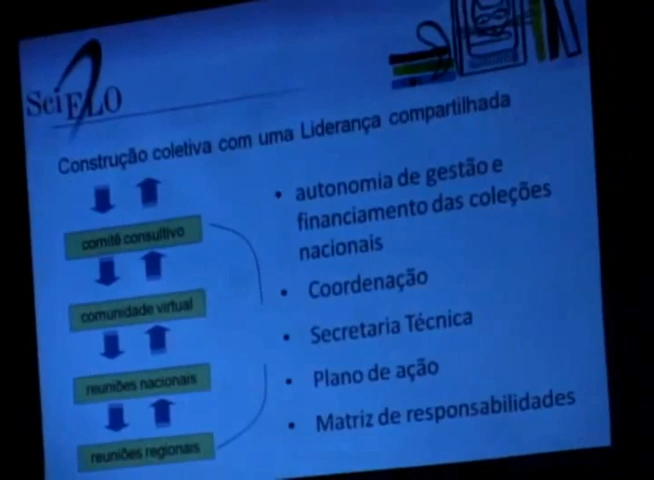 SciELO
Construção coletiva com uma Liderança compartilhada
comitê consultivo
comunidade virtual
reuniões nacionais
reuniões regionais
• autonomia de gestão e
financiamento das coleções
nacionais
• Coordenação
• Secretaria Técnica
• Plano de ação
• Matriz de responsabilidades